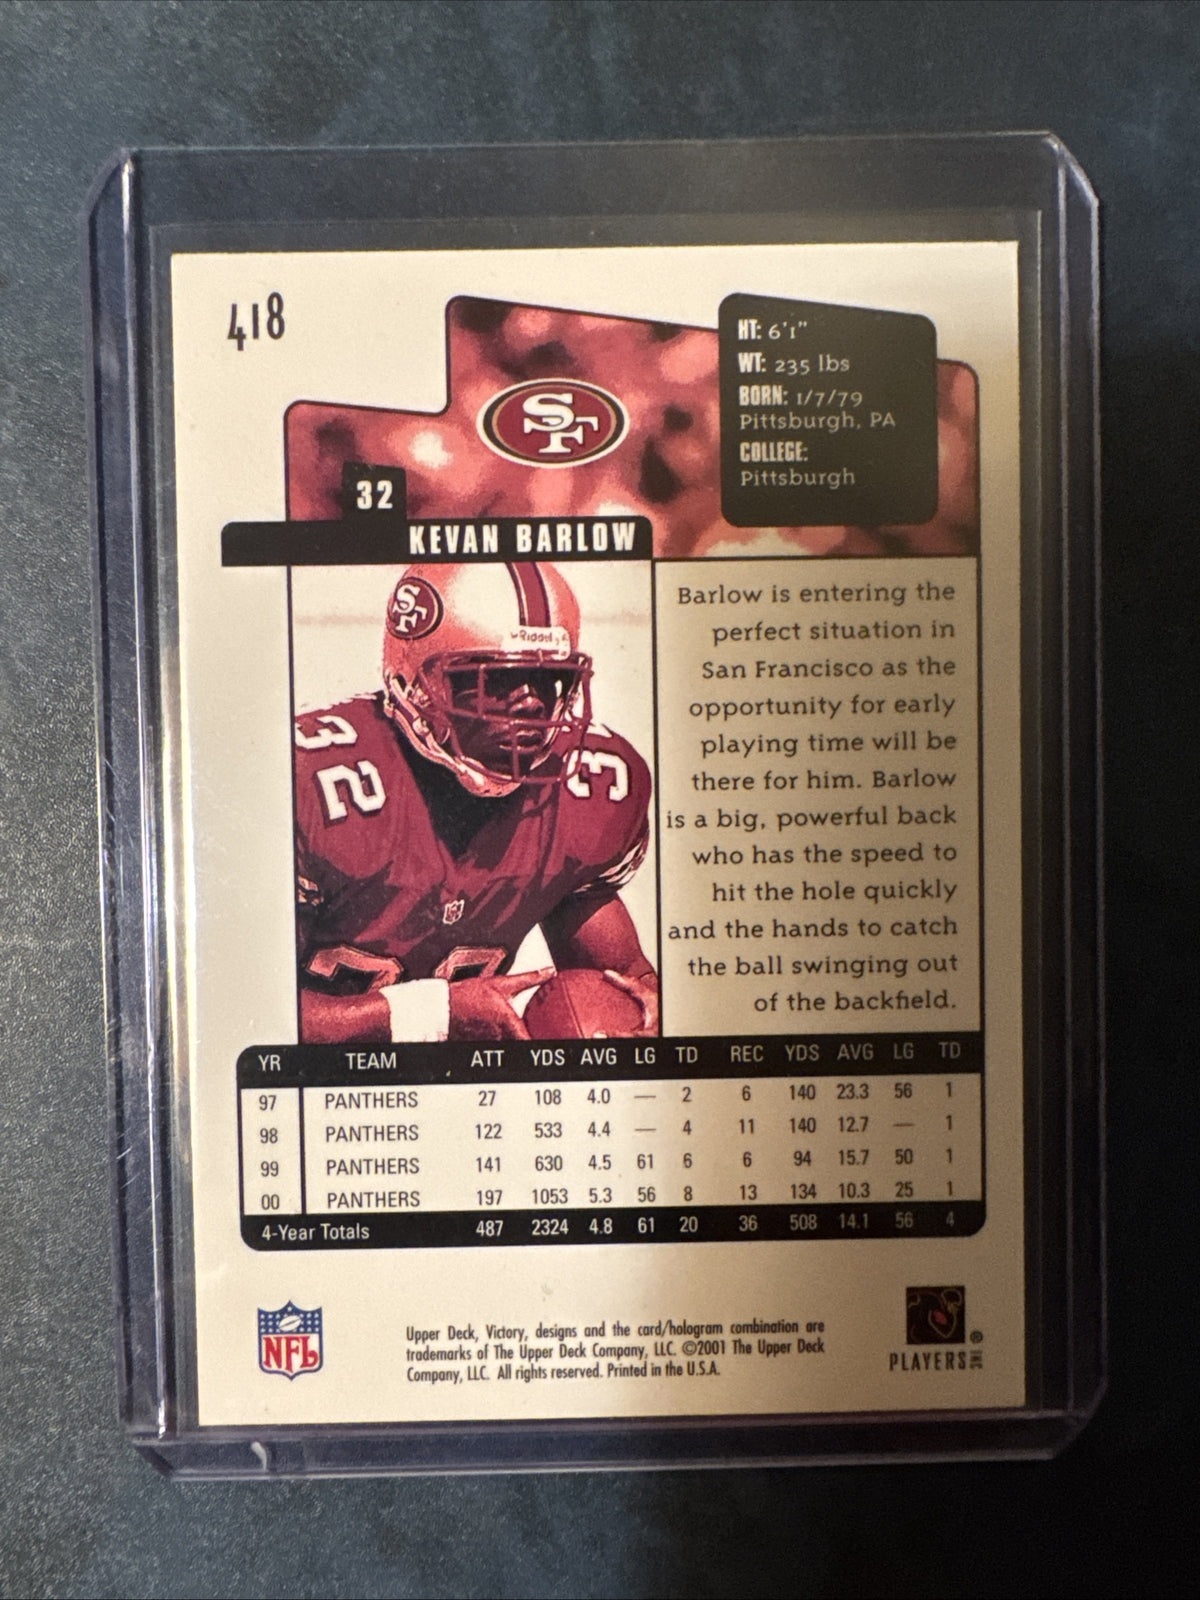 418
HT: 6'1"
WT: 235 lbs
BORN: 1/7/79
Pittsburgh, PA
COLLEGE:
Pittsburgh
SF
32
KEVAN BARLOW
SF
Riddell
32
32
32
Barlow is entering the
perfect situation in
San Francisco as the
opportunity for early
playing time will be
there for him. Barlow
is a big, powerful back
who has the speed to
hit the hole quickly
and the hands to catch
the ball swinging out
of the backfield.
YR TEAM ATT YDS AVG LG TD REC YDS AVG LG TD
97 PANTHERS 27 108 4.0 — 2 6 140 23.3 56 1
98 PANTHERS 122 533 4.4 — 4 11 140 12.7 — 1
99 PANTHERS 141 630 4.5 61 6 6 94 15.7 50 1
00 PANTHERS 197 1053 5.3 56 8 13 134 10.3 25 1
4-Year Totals 487 2324 4.8 61 20 36 508 14.1 56 4
NFL
Upper Deck, Victory, designs and the card/hologram combination are
trademarks of The Upper Deck Company, LLC. ©2001 The Upper Deck
Company, LLC. All rights reserved. Printed in the U.S.A.
PLAYERS INC ®